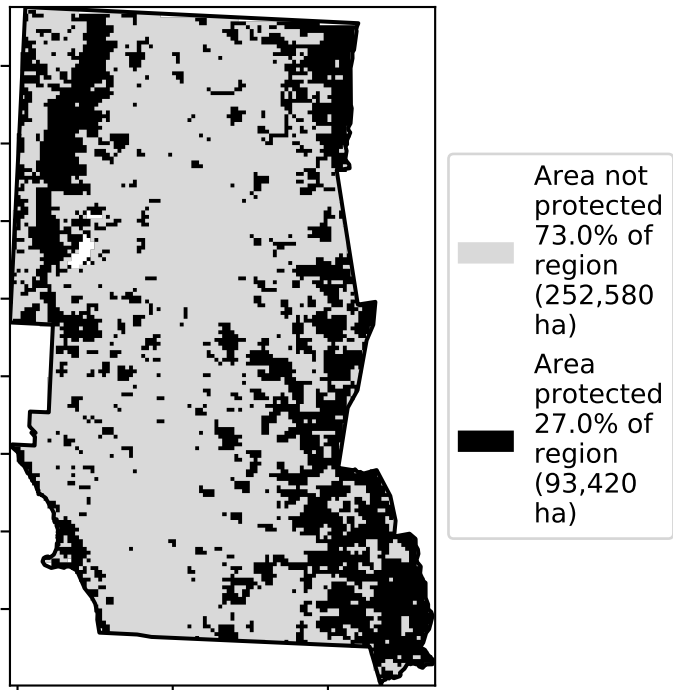 Area not
protected
73.0% of
region
(252,580
ha)
Area
protected
27.0% of
region
(93,420
ha)